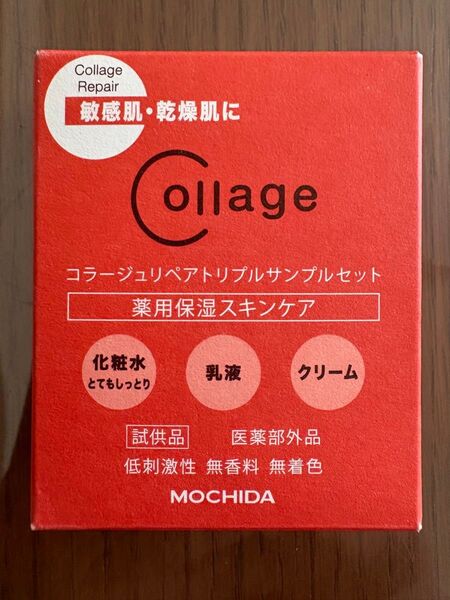 Collage
Repair
敏感肌・乾燥肌に
Collage
コラージュリペアトリプルサンプルセット
薬用保湿スキンケア
化粧水
とてもしっとり
乳液
クリーム
試供品 医薬部外品
低刺激性 無香料 無着色
MOCHIDA